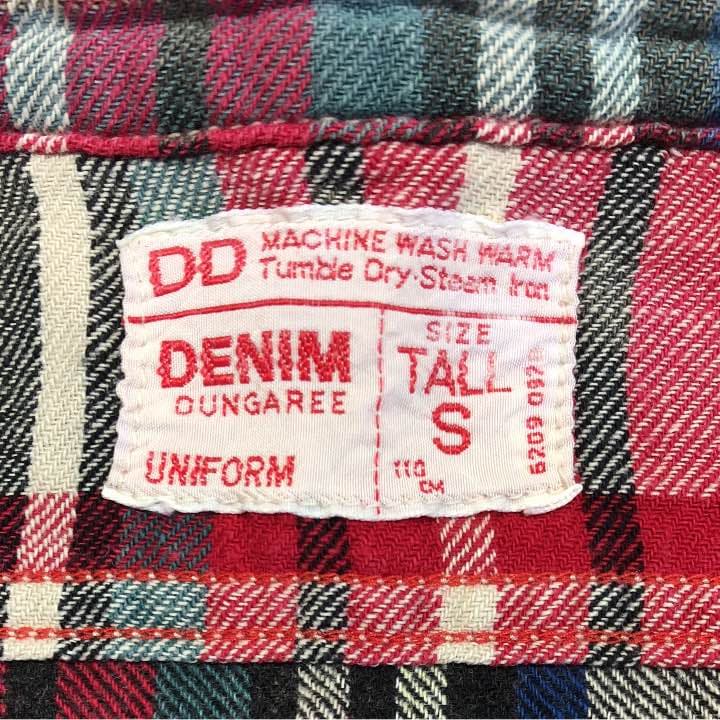 DD
MACHINE WASH WARM
Tumble Dry·Steam Iron
DENIM
DUNGAREE
UNIFORM
SIZE
TALL
S
110
CM